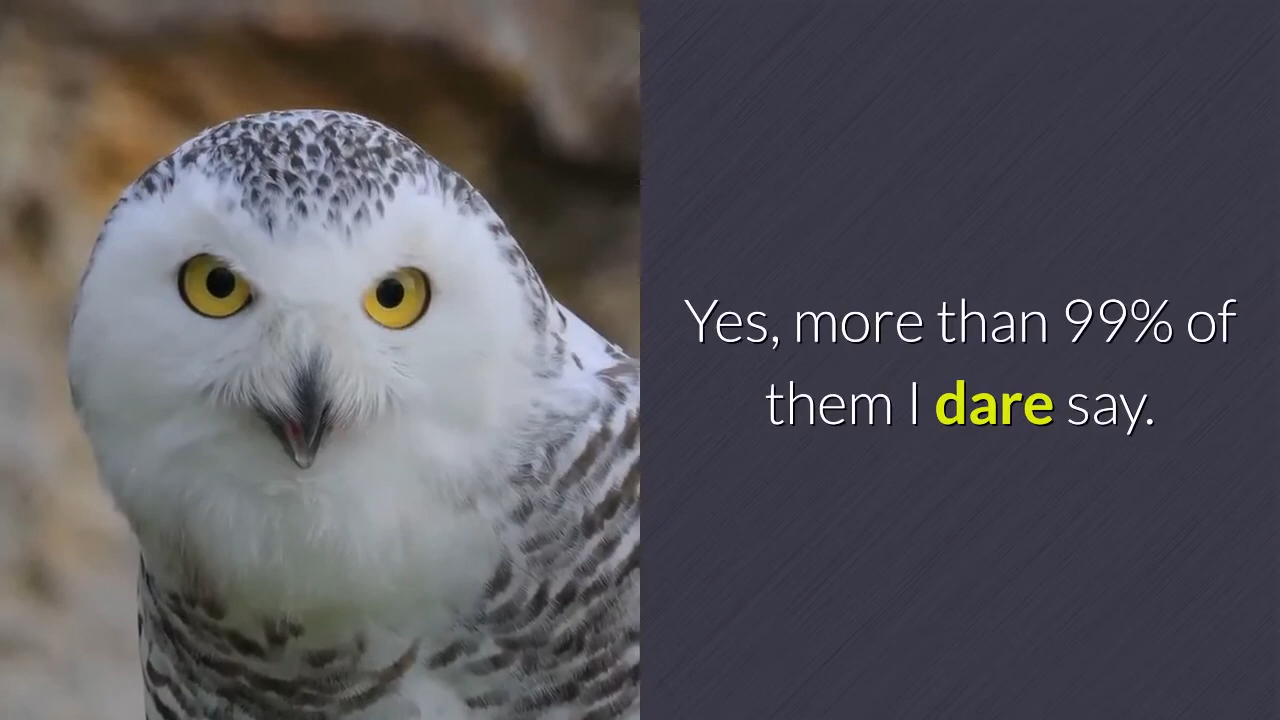 Yes, more than 99% of
them I dare say.